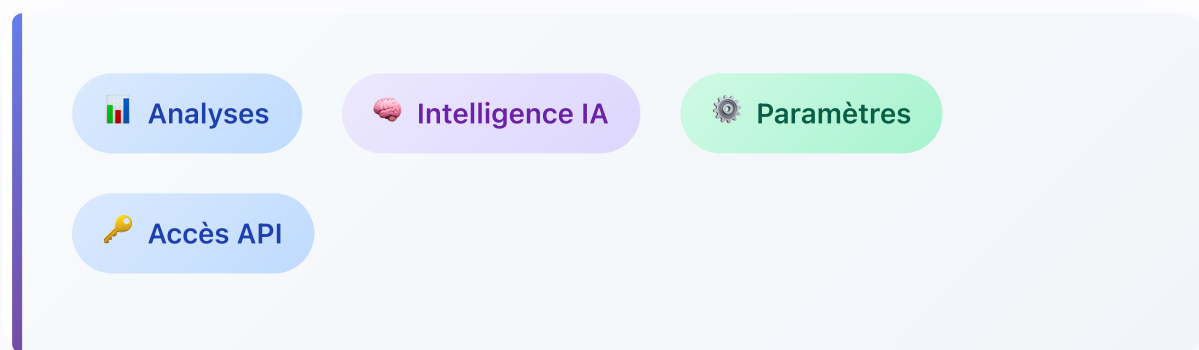 Analyses
Intelligence IA
Paramètres
Accès API